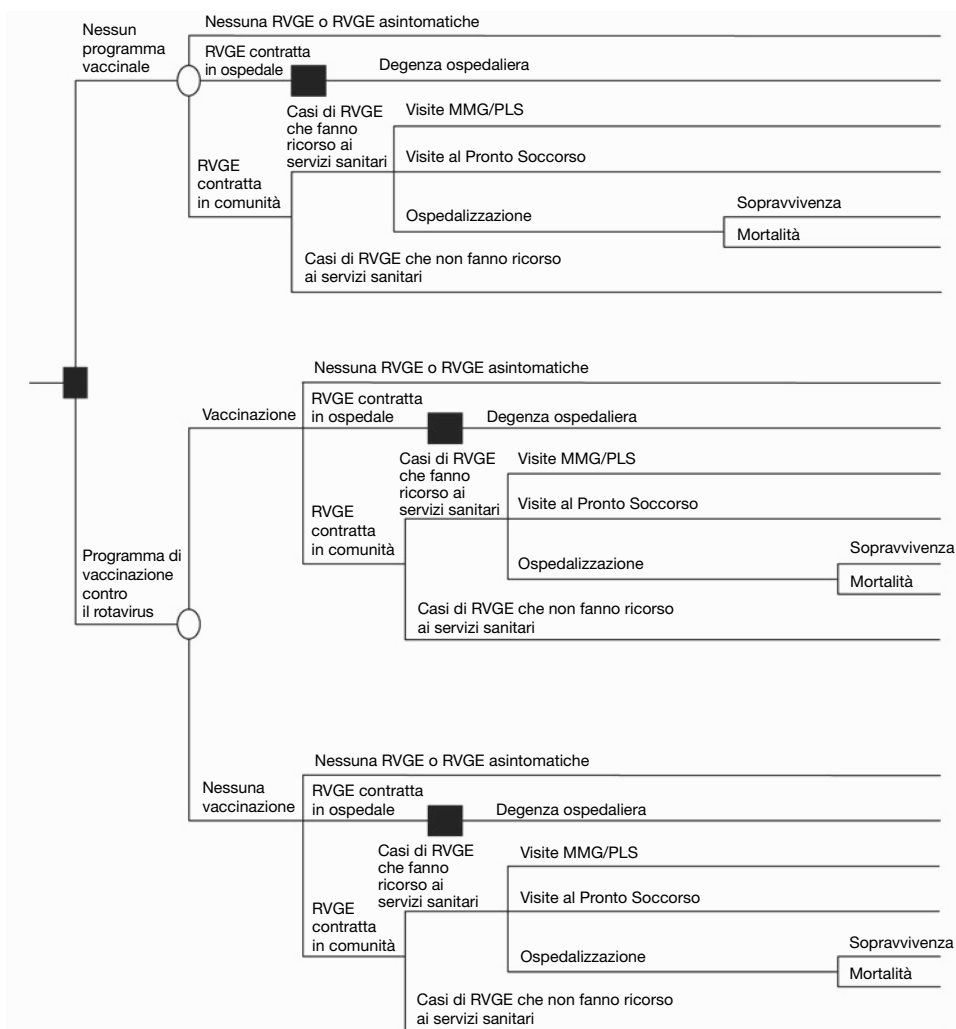 Nessun
programma
vaccinale
Nessuna RVGE o RVGE asintomatiche
RVGE contratta
in ospedale
Degenza ospedaliera
Casi di RVGE
che fanno
ricorso ai
servizi sanitari
Visite MMG/PLS
Visite al Pronto Soccorso
RVGE
contratta
in comunità
Ospedalizzazione
Sopravvivenza
Mortalità
Casi di RVGE che non fanno ricorso
ai servizi sanitari
Programma di
vaccinazione
contro
il rotavirus
Vaccinazione
Nessuna RVGE o RVGE asintomatiche
RVGE contratta
in ospedale
Degenza ospedaliera
Casi di RVGE
che fanno
ricorso ai
servizi sanitari
Visite MMG/PLS
Visite al Pronto Soccorso
RVGE
contratta
in comunità
Ospedalizzazione
Sopravvivenza
Mortalità
Casi di RVGE che non fanno ricorso
ai servizi sanitari
Nessuna
vaccinazione
Nessuna RVGE o RVGE asintomatiche
RVGE contratta
in ospedale
Degenza ospedaliera
Casi di RVGE
che fanno
ricorso ai
servizi sanitari
Visite MMG/PLS
Visite al Pronto Soccorso
RVGE
contratta
in comunità
Ospedalizzazione
Sopravvivenza
Mortalità
Casi di RVGE che non fanno ricorso
ai servizi sanitari